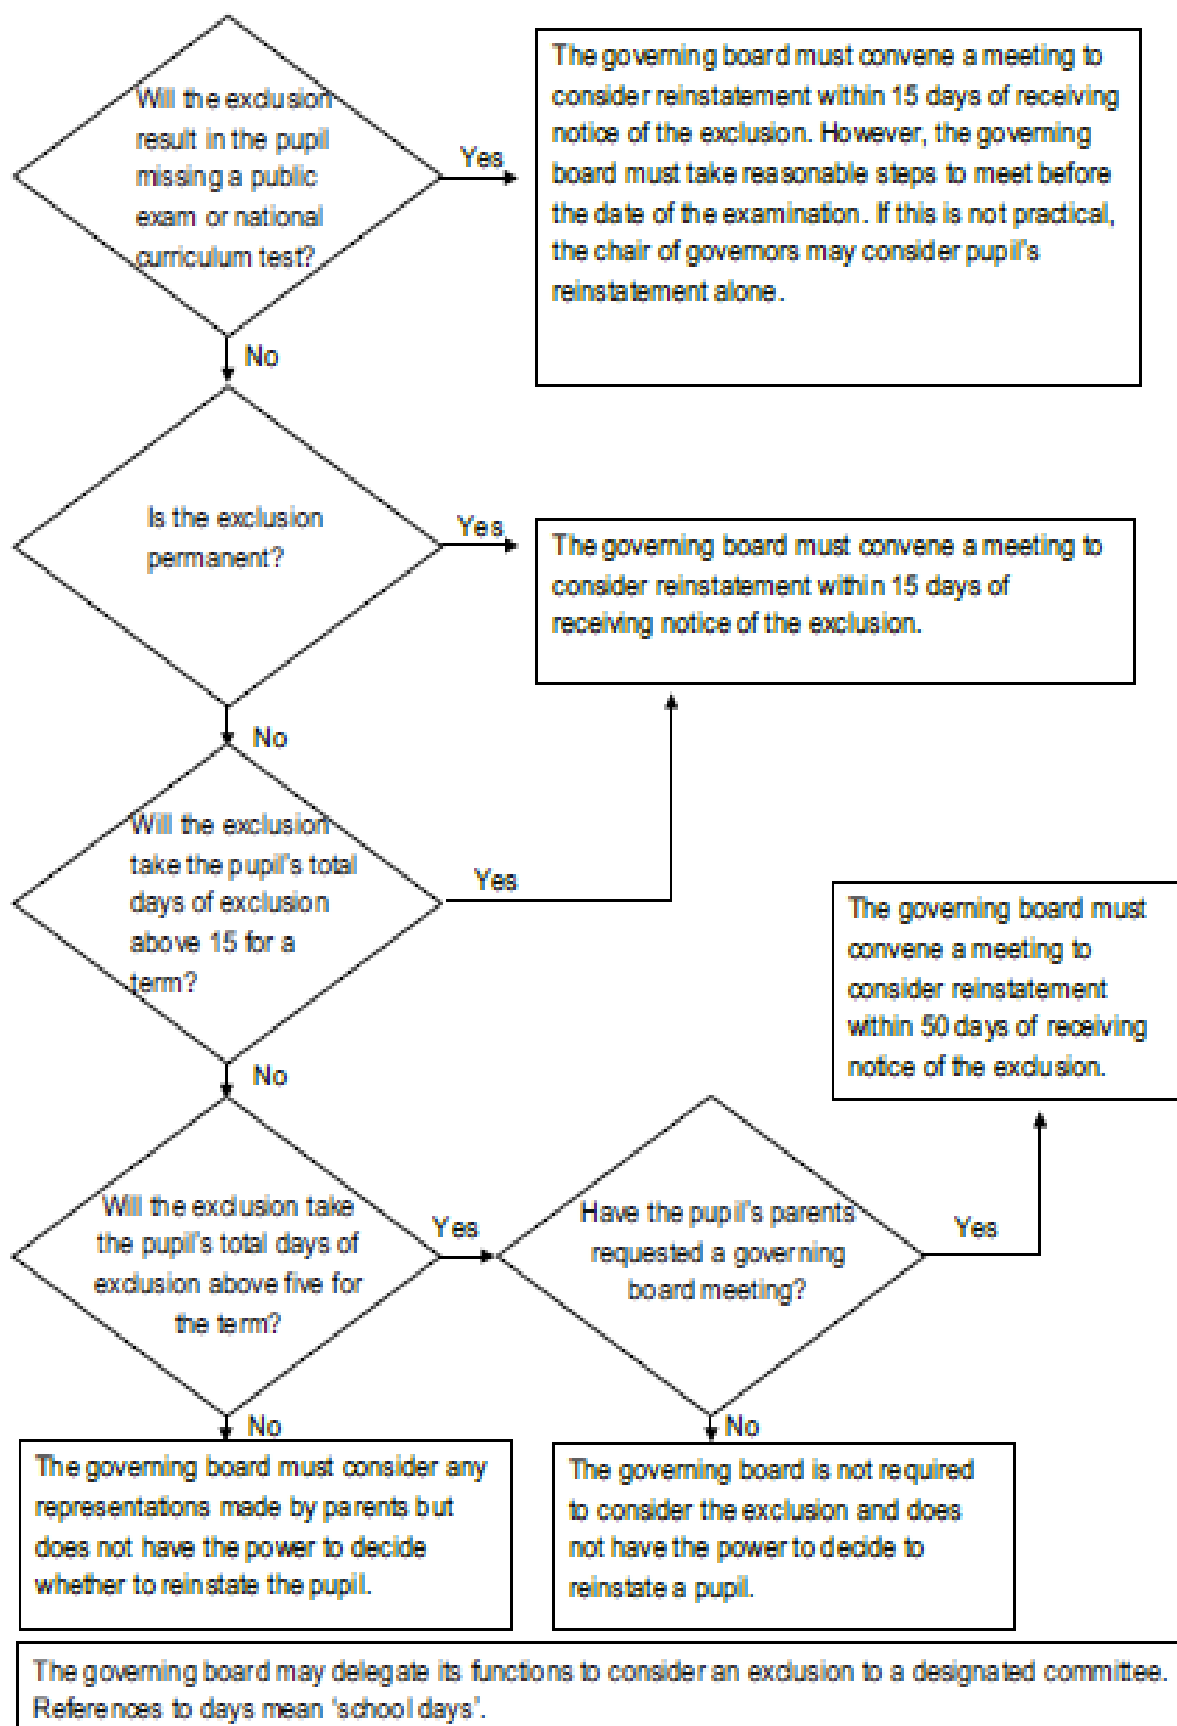 Will the exclusion
result in the pupil
missing a public
exam or national
curriculum test?
Yes
The governing board must convene a meeting to
consider reinstatement within 15 days of receiving
notice of the exclusion. However, the governing
board must take reasonable steps to meet before
the date of the examination. If this is not practical,
the chair of governors may consider pupil's
reinstatement alone.
No
Is the exclusion
permanent?
Yes
The governing board must convene a meeting to
consider reinstatement within 15 days of
receiving notice of the exclusion.
No
Will the exclusion
take the pupil's total
days of exclusion
above 15 for a
term?
Yes
The governing board must
convene a meeting to
consider reinstatement
within 50 days of receiving
notice of the exclusion.
No
Will the exclusion take
the pupil's total days of
exclusion above five for
the term?
Yes
Have the pupil's parents
requested a governing
board meeting?
Yes
No
The governing board must consider any
representations made by parents but
does not have the power to decide
whether to reinstate the pupil.
No
The governing board is not required
to consider the exclusion and does
not have the power to decide to
reinstate a pupil.
The governing board may delegate its functions to consider an exclusion to a designated committee.
References to days mean 'school days'.